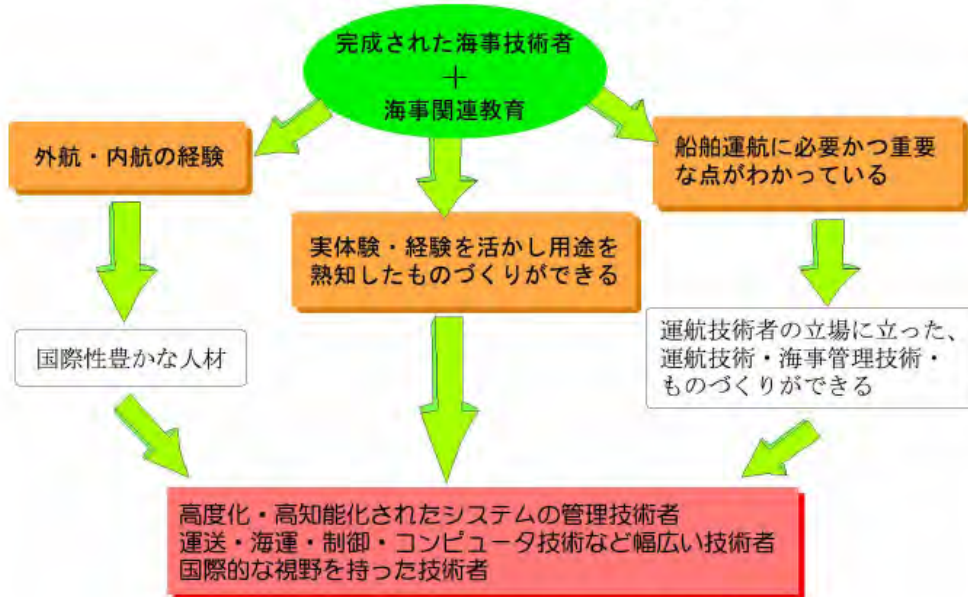 完成された海事技術者
＋
海事関連教育
外航・内航の経験
船舶運航に必要かつ重要
な点がわかっている
実体験・経験を活かし用途を
熟知したものづくりができる
国際性豊かな人材
運航技術者の立場に立った、
運航技術・海事管理技術・
ものづくりができる
高度化・高知能化されたシステムの管理技術者
運送・海運・制御・コンピュータ技術など幅広い技術者
国際的な視野を持った技術者